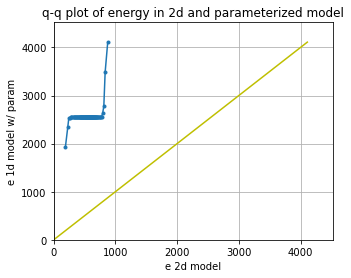 q-q plot of energy in 2d and parameterized model
e 1d model w/ param
4000
3000
2000
1000
0
0 1000 2000 3000 4000
e 2d model